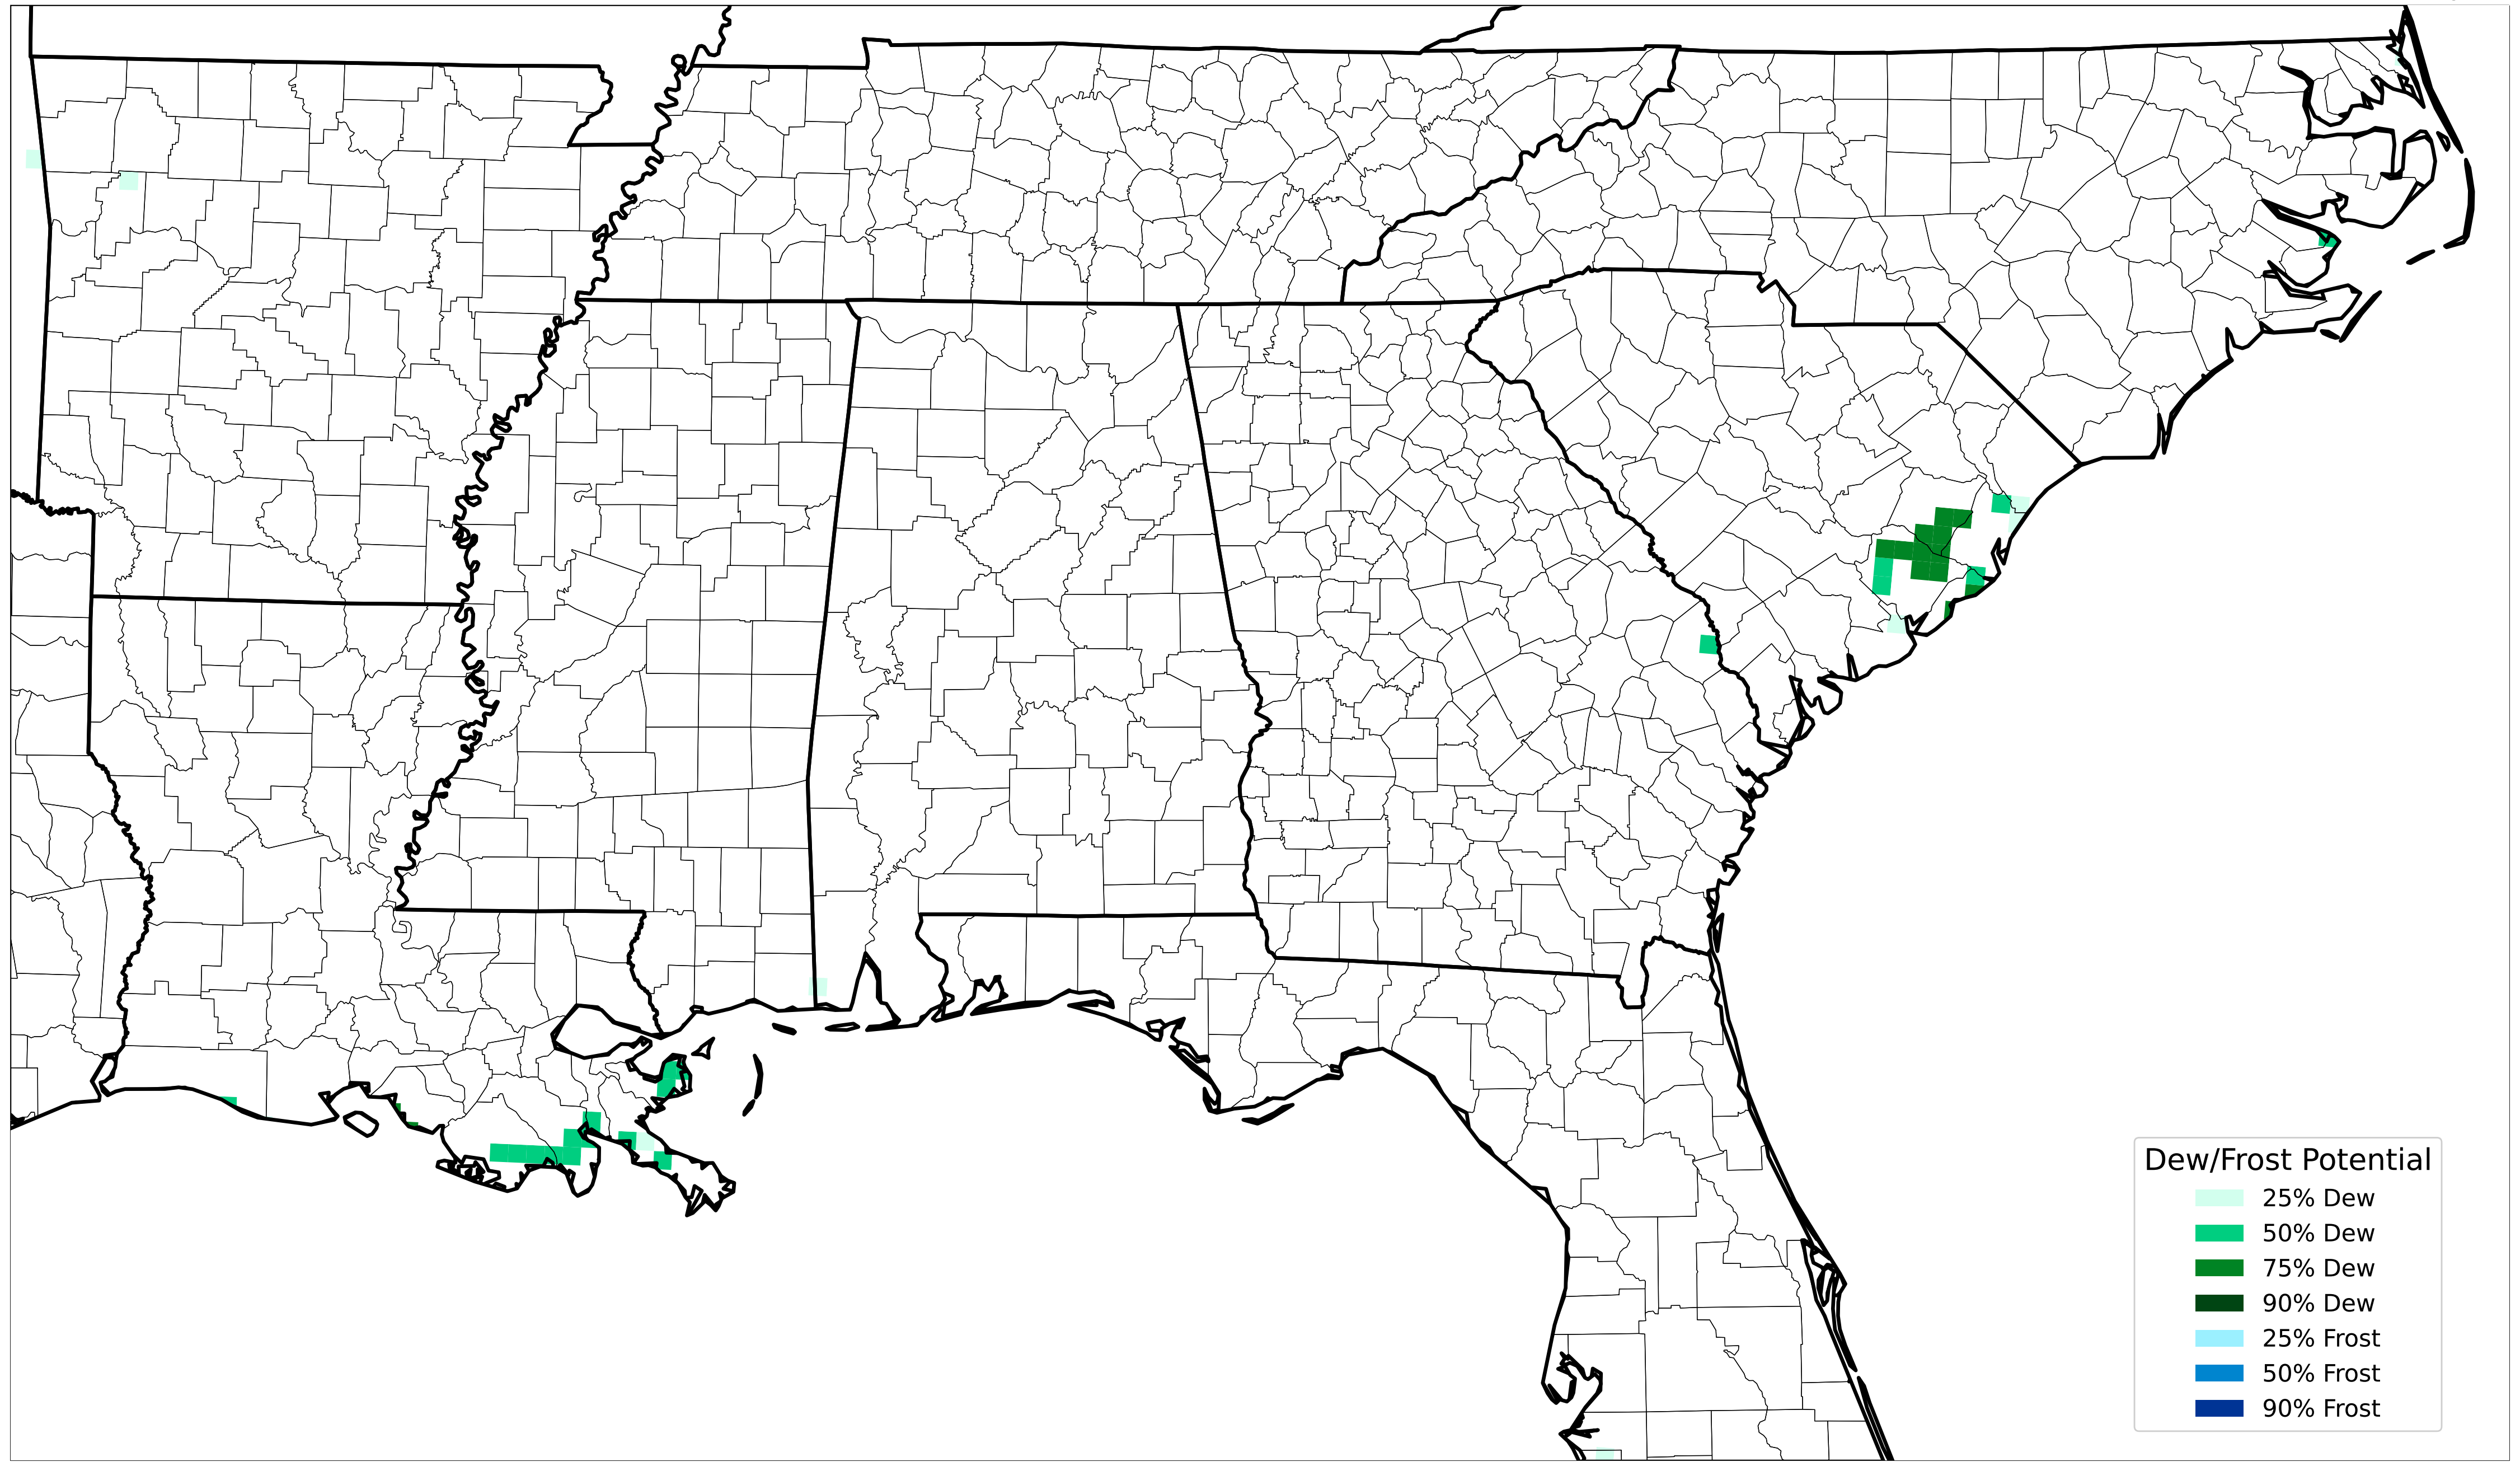 Dew/Frost Potential
25% Dew
50% Dew
75% Dew
90% Dew
25% Frost
50% Frost
90% Frost